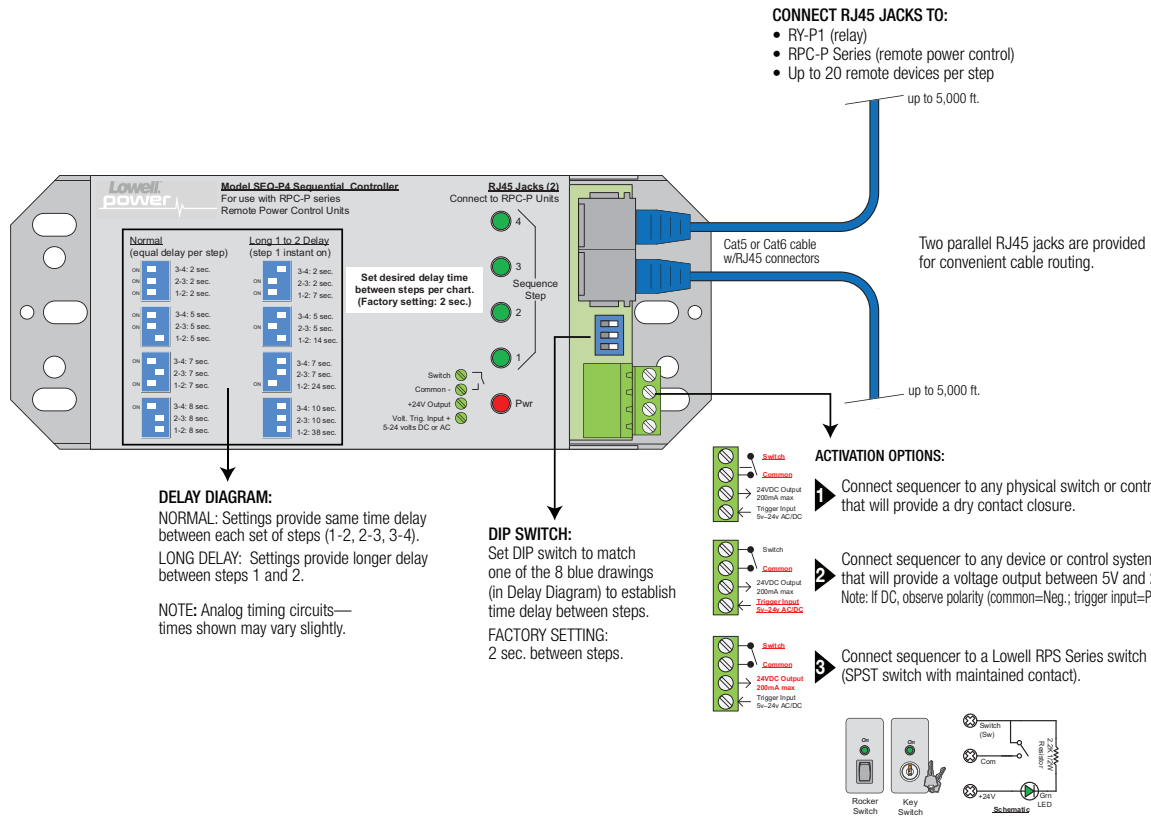 CONNECT RJ45 JACKS TO:
• RY-P1 (relay)
• RPC-P Series (remote power control)
• Up to 20 remote devices per step
up to 5,000 ft.
Lowell
power
Model SEQ-P4 Sequential Controller
For use with RPC-P series
Remote Power Control Units
RJ45 Jacks (2)
Connect to RPC-P Units
Normal
(equal delay per step)
ON
ON
ON
3-4: 2 sec.
2-3: 2 sec.
1-2: 2 sec.
ON
ON
3-4: 5 sec.
2-3: 5 sec.
1-2: 5 sec.
ON
ON
3-4: 7 sec.
2-3: 7 sec.
1-2: 7 sec.
ON
3-4: 8 sec.
2-3: 8 sec.
1-2: 8 sec.
Long 1 to 2 Delay
(step 1 instant on)
ON
ON
3-4: 2 sec.
2-3: 2 sec.
1-2: 7 sec.
ON
3-4: 5 sec.
2-3: 5 sec.
1-2: 14 sec.
ON
3-4: 7 sec.
2-3: 7 sec.
1-2: 24 sec.
3-4: 10 sec.
2-3: 10 sec.
1-2: 38 sec.
Set desired delay time
between steps per chart.
(Factory setting: 2 sec.)
4
3
2
1
Sequence
Step
Pwr
Switch
Common -
+24V Output
Volt. Trig. Input +
5-24 volts DC or AC
Cat5 or Cat6 cable
w/RJ45 connectors
Two parallel RJ45 jacks are provided
for convenient cable routing.
up to 5,000 ft.
DELAY DIAGRAM:
NORMAL: Settings provide same time delay
between each set of steps (1-2, 2-3, 3-4).
LONG DELAY: Settings provide longer delay
between steps 1 and 2.
NOTE: Analog timing circuits—
times shown may vary slightly.
DIP SWITCH:
Set DIP switch to match
one of the 8 blue drawings
(in Delay Diagram) to establish
time delay between steps.
FACTORY SETTING:
2 sec. between steps.
ACTIVATION OPTIONS:
Switch
Common
24VDC Output
200mA max
Trigger Input
5v–24v AC/DC
1
Connect sequencer to any physical switch or contr
that will provide a dry contact closure.
Switch
Common
24VDC Output
200mA max
Trigger Input
5v–24v AC/DC
2
Connect sequencer to any device or control system
that will provide a voltage output between 5V and 2
Note: If DC, observe polarity (common=Neg.; trigger input=P
Switch
Common
24VDC Output
200mA max
Trigger Input
5v–24v AC/DC
3
Connect sequencer to a Lowell RPS Series switch
(SPST switch with maintained contact).
On
Rocker
Switch
On
Key
Switch
Switch
(Sw)
Com
+24V
2.2K 1/2W
Resistor
Grn
LED
Schematic